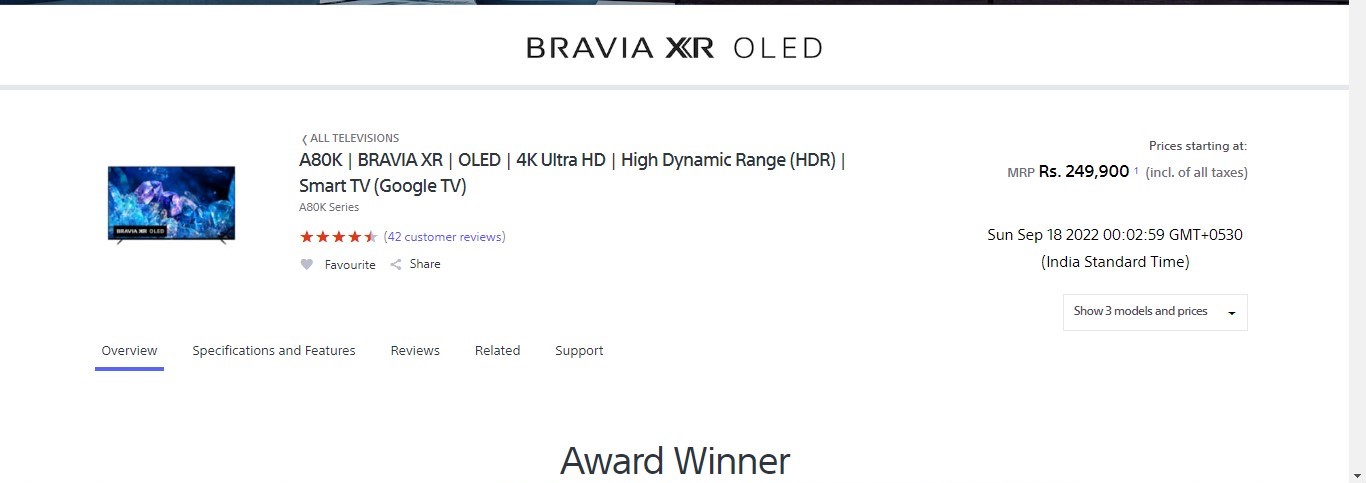 BRAVIA XR OLED
‹ ALL TELEVISIONS
A80K | BRAVIA XR | OLED | 4K Ultra HD | High Dynamic Range (HDR) |
Smart TV (Google TV)
A80K Series
(42 customer reviews)
Favourite Share
BRAVIA XR OLED
Prices starting at:
MRP Rs. 249,900 1 (incl. of all taxes)
Sun Sep 18 2022 00:02:59 GMT+0530
(India Standard Time)
Show 3 models and prices
Overview Specifications and Features Reviews Related Support
Award Winner